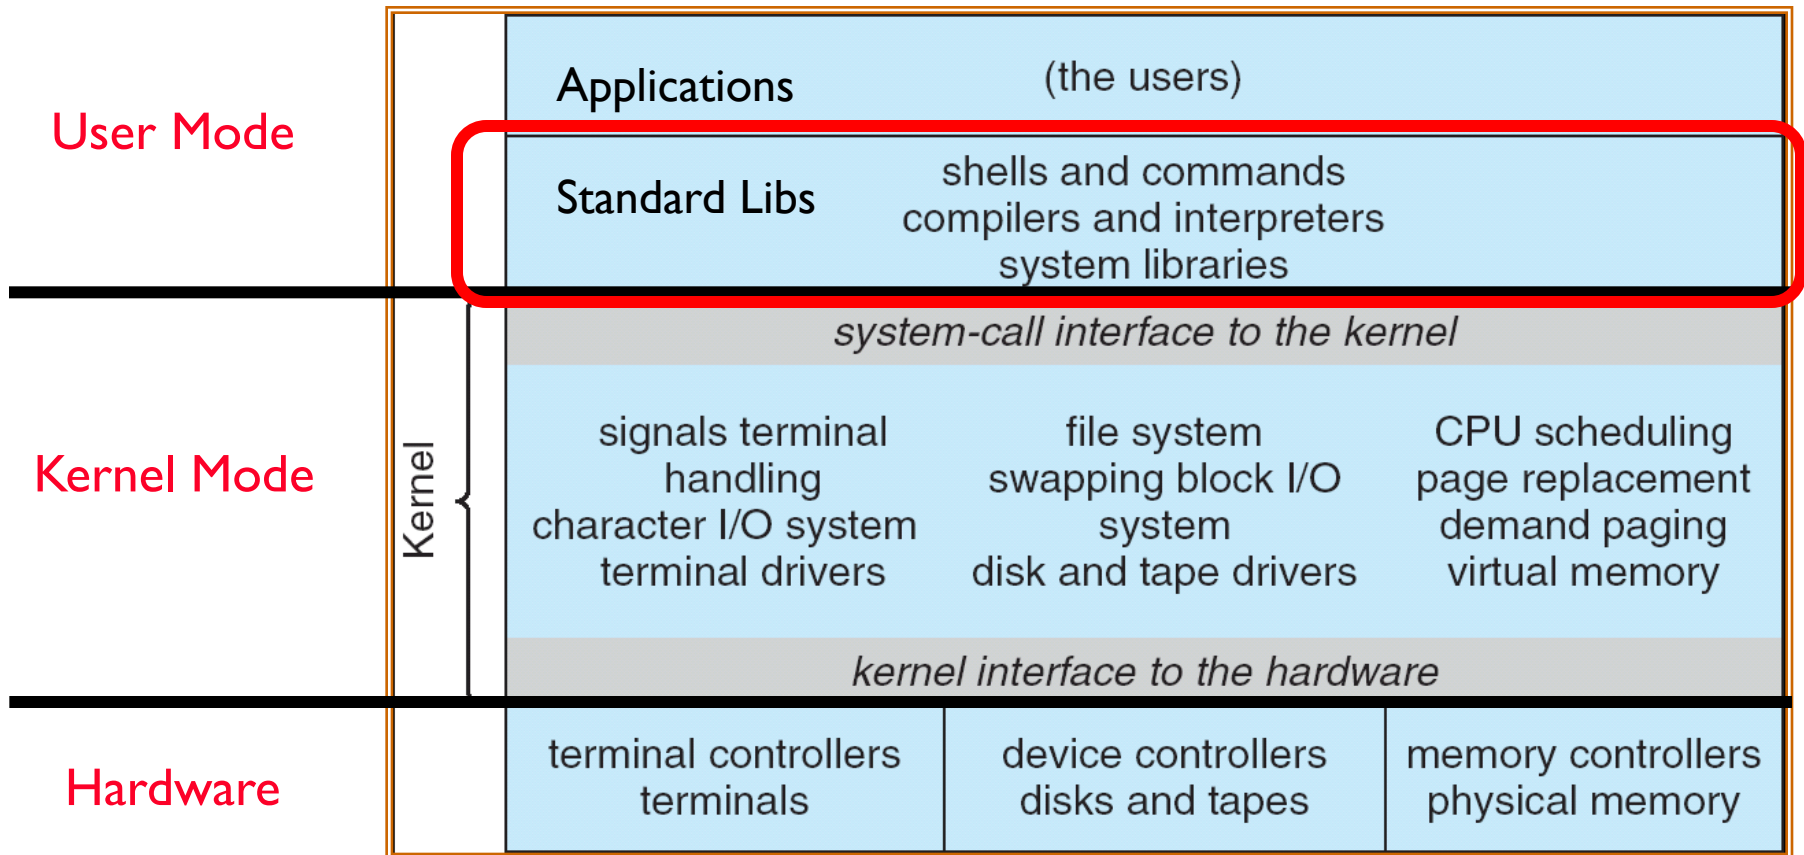 User Mode
Applications
(the users)
Standard Libs
shells and commands
compilers and interpreters
system libraries
Kernel Mode
Kernel
system-call interface to the kernel
signals terminal
handling
character I/O system
terminal drivers
file system
swapping block I/O
system
disk and tape drivers
CPU scheduling
page replacement
demand paging
virtual memory
kernel interface to the hardware
Hardware
terminal controllers
terminals
device controllers
disks and tapes
memory controllers
physical memory